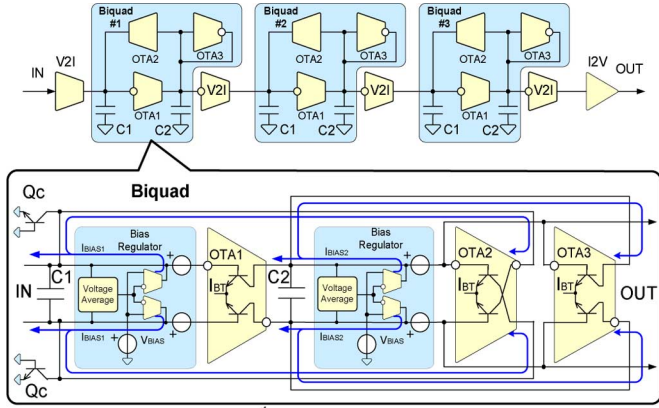 Biquad
#1
Biquad
#2
Biquad
#3
OTA3
OTA3
OTA3
OTA2
OTA2
OTA2
IN
V2I
I2V
OUT
V2I
V2I
V2I
OTA1
OTA1
OTA1
C1
C2
C1
C2
C1
C2
Qc
Biquad
Bias
Regulator
Bias
Regulator
IBIAS1
+
OTA1
IBIAS2
+
OTA2
OTA3
C1
C2
IN
Voltage
Average
IBT
Voltage
Average
IBT
IBT
OUT
IBIAS1
+
VBIAS
+
IBIAS2
+
VBIAS
+
Qc